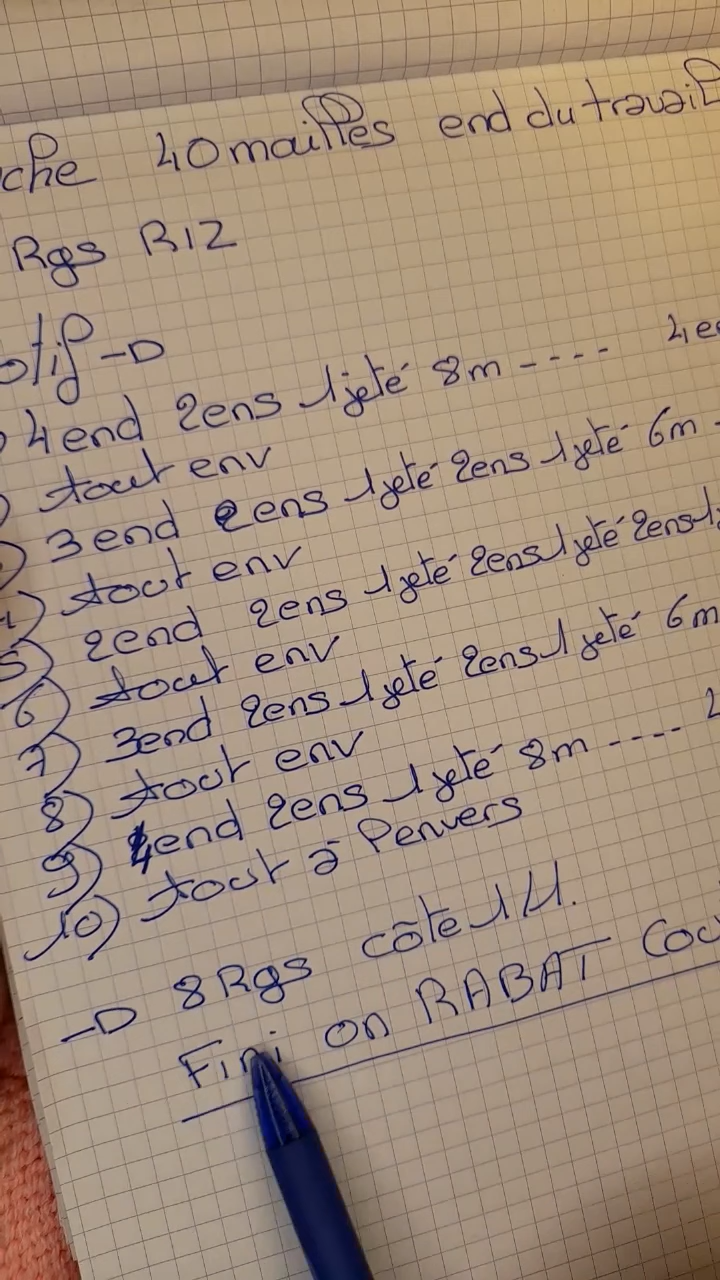 che 40 mailles end du travail
Rgs R12
otif -D
4 end 2ens 1 jeté 8m ----
tout env
3 end 2ens 1 jeté 2ens 1 jeté 6m -
4) tout env
5) 2end 2ens 1 jeté 2ens 1 jeté 2ens 1
6) tout env
7) 3end 2ens 1 jeté 2ens 1 jeté 6m
8) tout env
9) 4end 2ens 1 jeté 8m ----
10) tout à l'envers
-D 8 Rgs côte 1/1.
Fini on RABAT